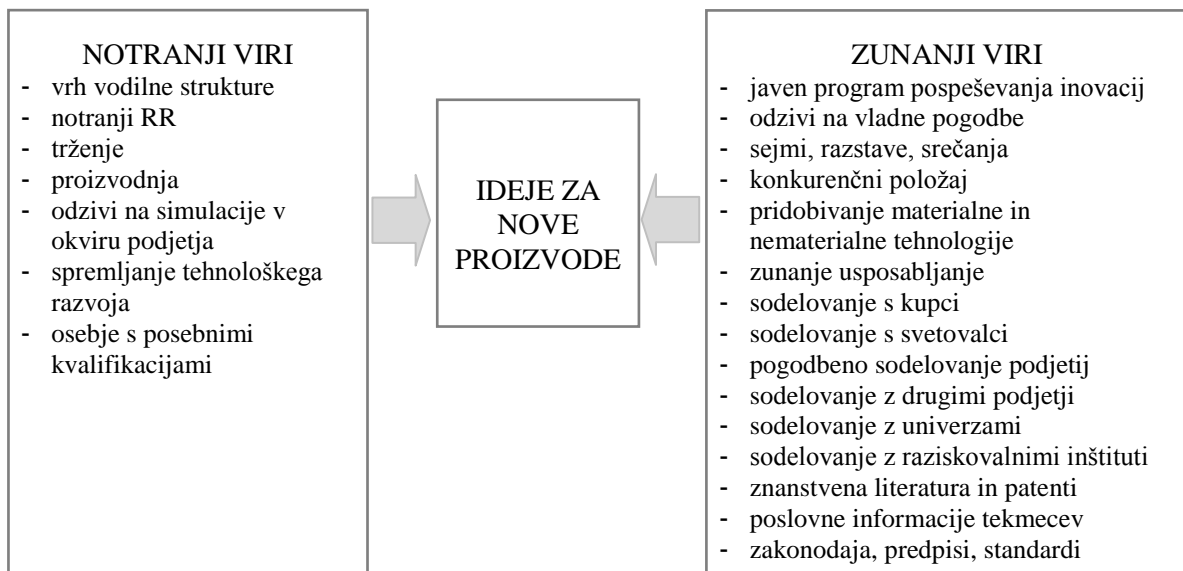 NOTRANJI VIRI
- vrh vodilne strukture
- notranji RR
- trženje
- proizvodnja
- odzivi na simulacije v
okviru podjetja
- spremljanje tehnološkega
razvoja
- osebje s posebnimi
kvalifikacijami
IDEJE ZA
NOVE
PROIZVODE
ZUNANJI VIRI
- javen program pospeševanja inovacij
- odzivi na vladne pogodbe
- sejmi, razstave, srečanja
- konkurenčni položaj
- pridobivanje materialne in
nematerialne tehnologije
- zunanje usposabljanje
- sodelovanje s kupci
- sodelovanje s svetovalci
- pogodbeno sodelovanje podjetij
- sodelovanje z drugimi podjetji
- sodelovanje z univerzami
- sodelovanje z raziskovalnimi inštituti
- znanstvena literatura in patenti
- poslovne informacije tekmecev
- zakonodaja, predpisi, standardi